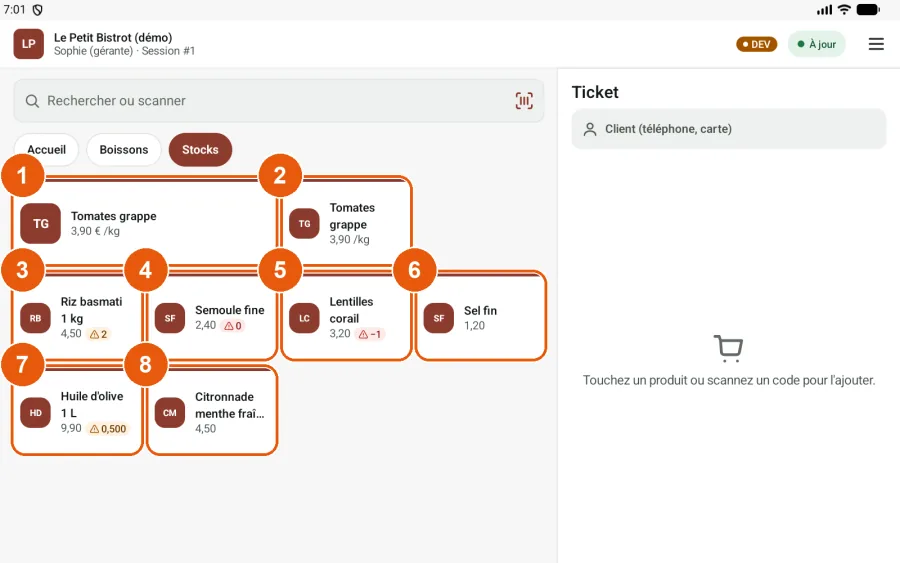 7:01
LP
Le Petit Bistrot (démo)
Sophie (gérante) · Session #1
DEV
À jour
Rechercher ou scanner
Ticket
Client (téléphone, carte)
Accueil
Boissons
Stocks
1
TG
Tomates grappe
3,90 € /kg
2
TG
Tomates
grappe
3,90 /kg
3
RB
Riz basmati
1 kg
4,50 2
4
SF
Semoule fine
2,40 0
5
LC
Lentilles
corail
3,20 −1
6
SF
Sel fin
1,20
7
HD
Huile d'olive
1 L
9,90 0,500
8
CM
Citronnade
menthe fraî...
4,50
Touchez un produit ou scannez un code pour l'ajouter.